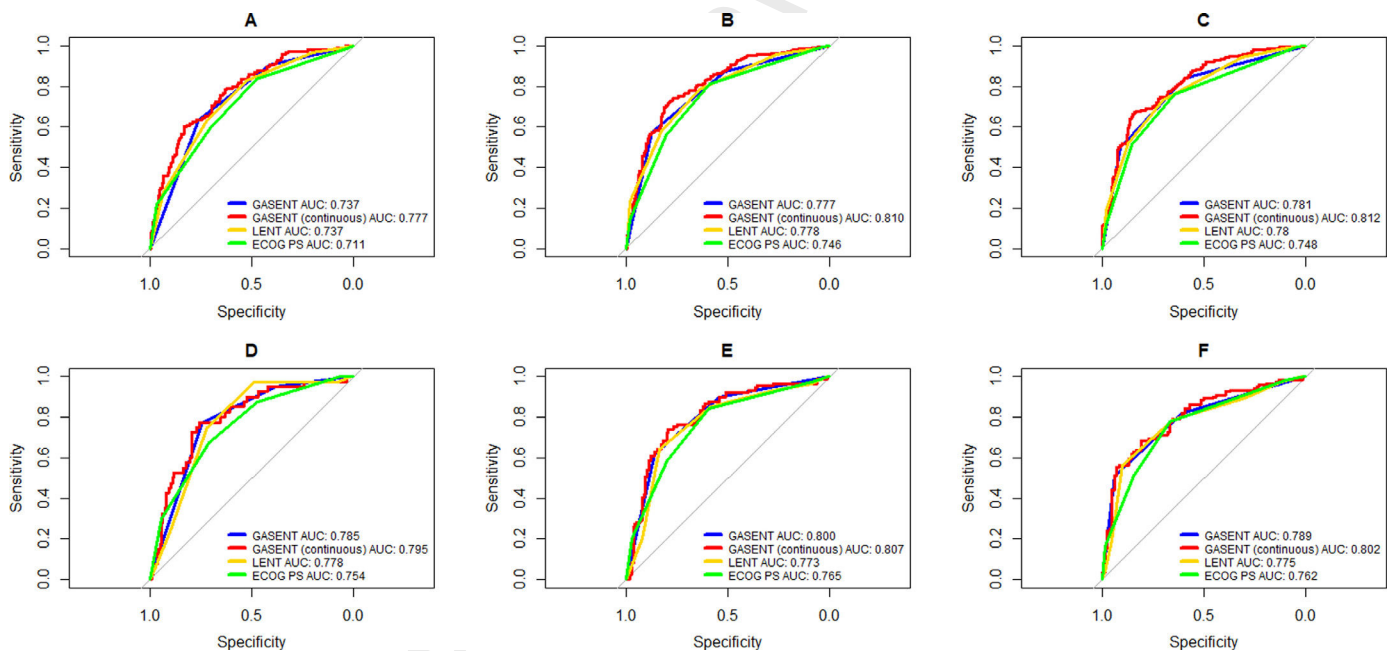 A
Sensitivity
1.0
0.8
0.6
0.4
0.2
0.0
GASENT AUC: 0.737
GASENT (continuous) AUC: 0.777
LENT AUC: 0.737
ECOG PS AUC: 0.711
1.0 0.5 0.0
Specificity
B
Sensitivity
1.0
0.8
0.6
0.4
0.2
0.0
GASENT AUC: 0.777
GASENT (continuous) AUC: 0.810
LENT AUC: 0.778
ECOG PS AUC: 0.746
1.0 0.5 0.0
Specificity
C
Sensitivity
1.0
0.8
0.6
0.4
0.2
0.0
GASENT AUC: 0.781
GASENT (continuous) AUC: 0.812
LENT AUC: 0.78
ECOG PS AUC: 0.748
1.0 0.5 0.0
Specificity
D
Sensitivity
1.0
0.8
0.6
0.4
0.2
0.0
GASENT AUC: 0.785
GASENT (continuous) AUC: 0.795
LENT AUC: 0.778
ECOG PS AUC: 0.754
1.0 0.5 0.0
Specificity
E
Sensitivity
1.0
0.8
0.6
0.4
0.2
0.0
GASENT AUC: 0.800
GASENT (continuous) AUC: 0.807
LENT AUC: 0.773
ECOG PS AUC: 0.765
1.0 0.5 0.0
Specificity
F
Sensitivity
1.0
0.8
0.6
0.4
0.2
0.0
GASENT AUC: 0.789
GASENT (continuous) AUC: 0.802
LENT AUC: 0.775
ECOG PS AUC: 0.762
1.0 0.5 0.0
Specificity